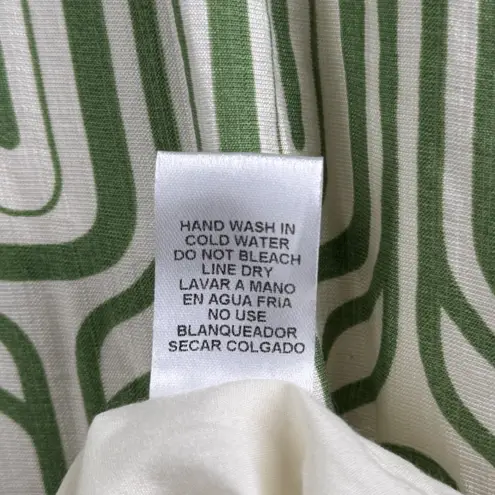 HAND WASH IN
COLD WATER
DO NOT BLEACH
LINE DRY
LAVAR A MANO
EN AGUA FRIA
NO USE
BLANQUEADOR
SECAR COLGADO